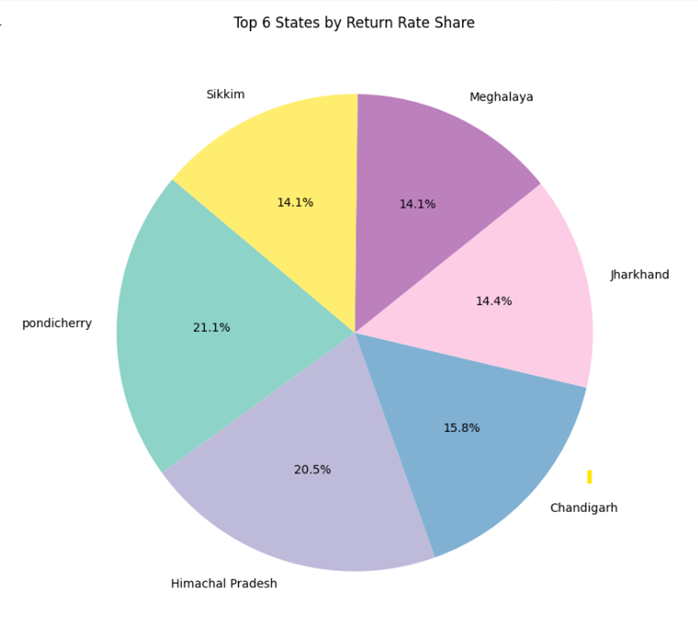 Top 6 States by Return Rate Share
Sikkim
Meghalaya
14.1%
14.1%
Jharkhand
14.4%
pondicherry
21.1%
15.8%
20.5%
Chandigarh
Himachal Pradesh